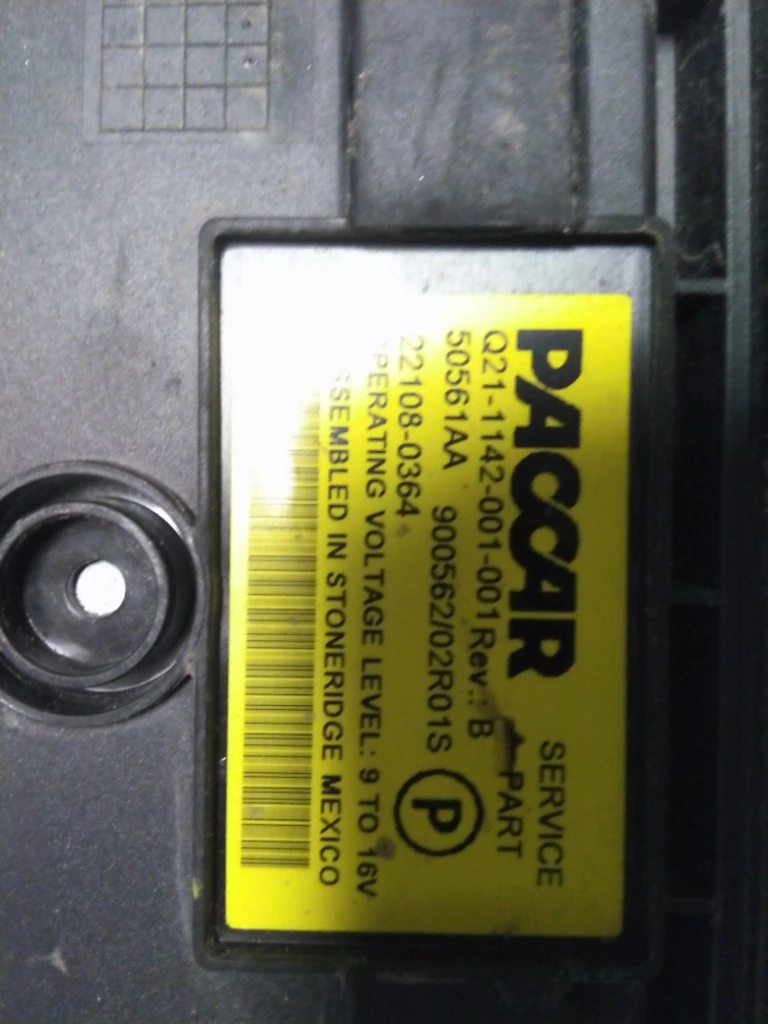 PACCAR SERVICE PART
Q21-1142-001-001 Rev.: B
50561AA 900562/02R01S
22108-0364 P
PERATING VOLTAGE LEVEL: 9 TO 16V
SSEMBLED IN STONERIDGE MEXICO